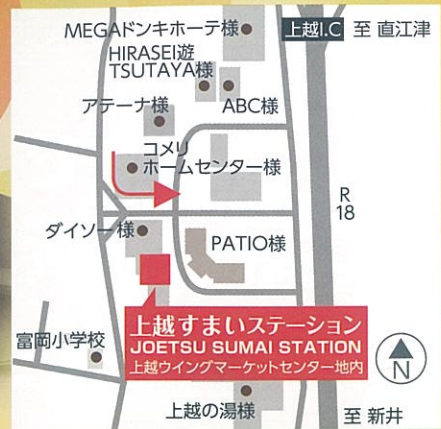 MEGAドンキホーテ様
上越I.C 至 直江津
HIRASEI遊
TSUTAYA様
アテーナ様
ABC様
コメリ
ホームセンター様
R
18
ダイソー様
PATIO様
上越すまいステーション
JOETSU SUMAI STATION
上越ウイングマーケットセンター地内
富岡小学校
N
上越の湯様
至 新井